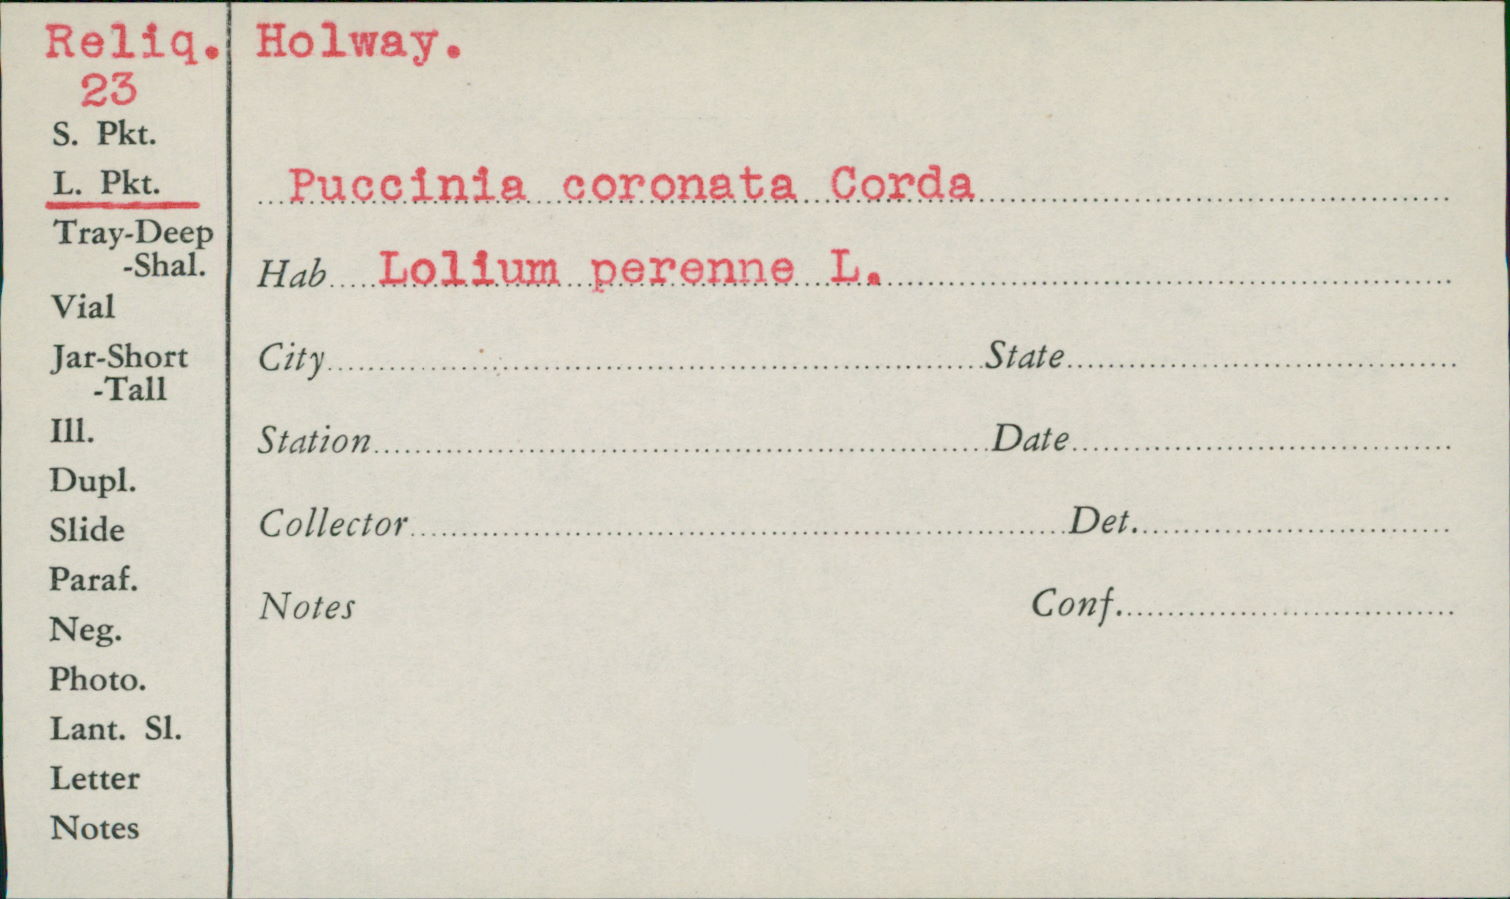 Reliq. Holway.
23
S. Pkt.
L. Pkt.
Puccinia coronata Corda
Tray-Deep
-Shal.
Hab Lolium perenne L.
Vial
Jar-Short
-Tall
City State
Ill.
Station Date
Dupl.
Slide
Collector Det.
Paraf.
Neg.
Notes Conf.
Photo.
Lant. Sl.
Letter
Notes